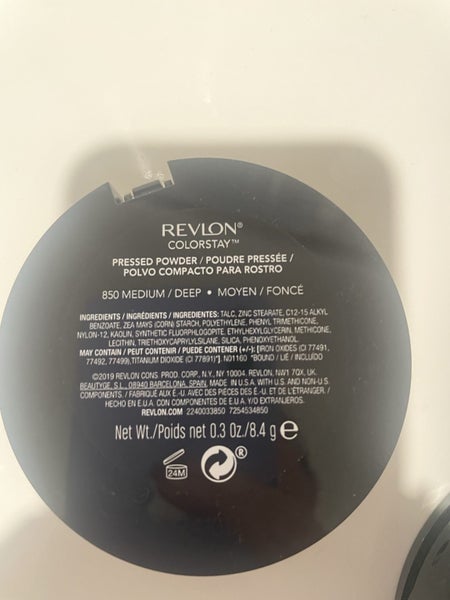 REVLON®
COLORSTAY™
PRESSED POWDER / POUDRE PRESSÉE /
POLVO COMPACTO PARA ROSTRO
850 MEDIUM / DEEP • MOYEN / FONCÉ
INGREDIENTS / INGRÉDIENTS / INGREDIENTES: TALC, ZINC STEARATE, C12-15 ALKYL
BENZOATE, ZEA MAYS (CORN) STARCH, POLYETHYLENE, PHENYL TRIMETHICONE,
NYLON-12, KAOLIN, SYNTHETIC FLUORPHLOGOPITE, ETHYLHEXYLGLYCERIN, METHICONE,
LECITHIN, TRIETHOXYCAPRYLYLSILANE, SILICA, PHENOXYETHANOL.
MAY CONTAIN / PEUT CONTENIR / PUEDE CONTENER (+/-): [IRON OXIDES (CI 77491,
77492, 77499), TITANIUM DIOXIDE (CI 77891)*]. N01160 *BOUND / LIÉ / INCLUÍDO
©2019 REVLON CONS. PROD. CORP., N.Y., NY 10004. REVLON, NW1 7QX, UK.
BEAUTYGE, S.L., 08940 BARCELONA, SPAIN. MADE IN U.S.A. WITH U.S. AND NON-U.S.
COMPONENTS. / FABRIQUÉ AUX É.-U. AVEC DES PIÈCES DES É.-U. ET DE L'ÉTRANGER. /
HECHO EN E.U.A. CON COMPONENTES DE E.U.A. Y/O EXTRANJEROS.
REVLON.COM 2240033850 7254534850
Net Wt./Poids net 0.3 Oz./8.4 g ℮
24M
®